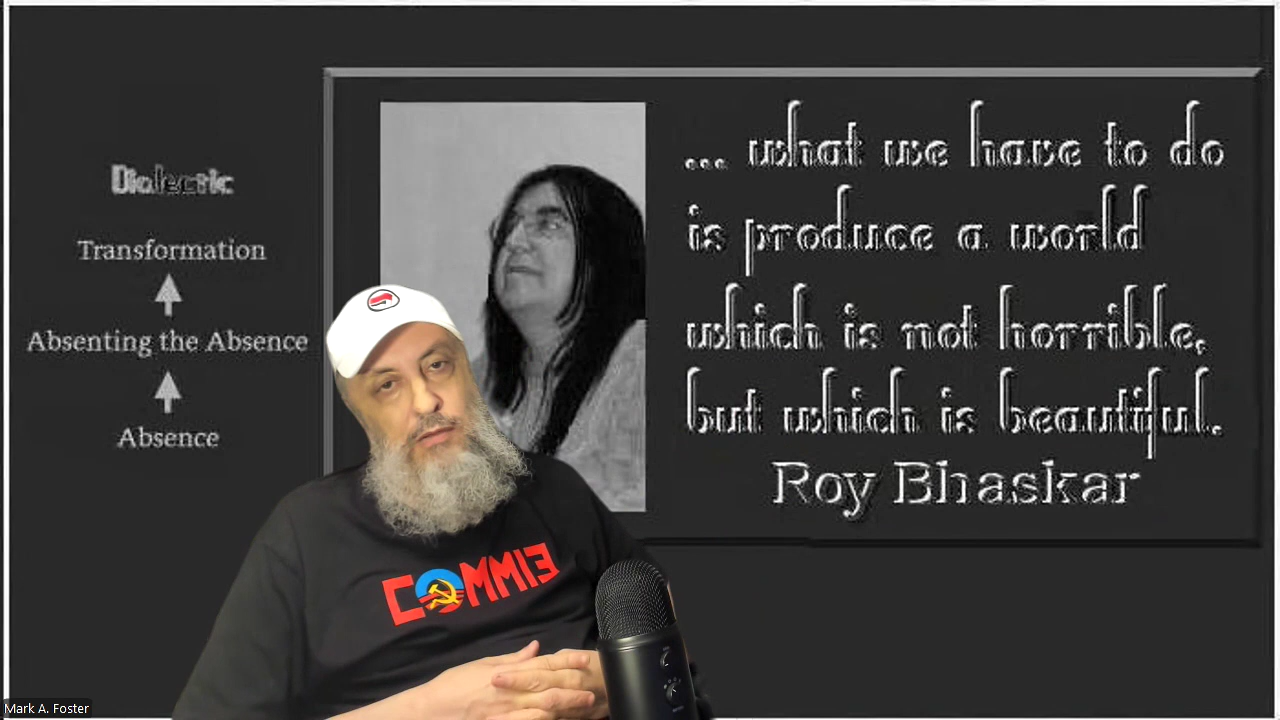 Dialectic
Transformation
Absenting the Absence
Absence
... what we have to do
is produce a world
which is not horrible,
but which is beautiful.
Roy Bhaskar
COMMIE
Mark A. Foster